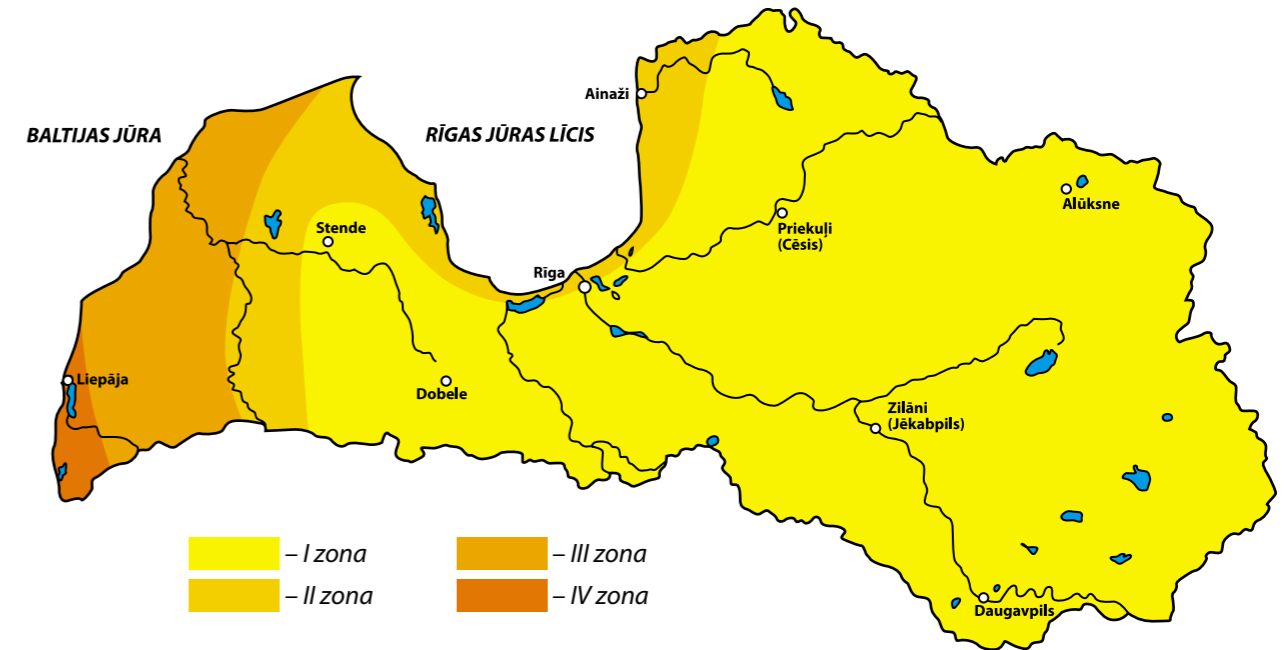 BALTIJAS JŪRA
RĪGAS JŪRAS LĪCIS
Ainaži
Alūksne
Priekuļi
(Cēsis)
Stende
Rīga
Liepāja
Dobele
Zilāni
(Jēkabpils)
Daugavpils
– I zona
– III zona
– II zona
– IV zona